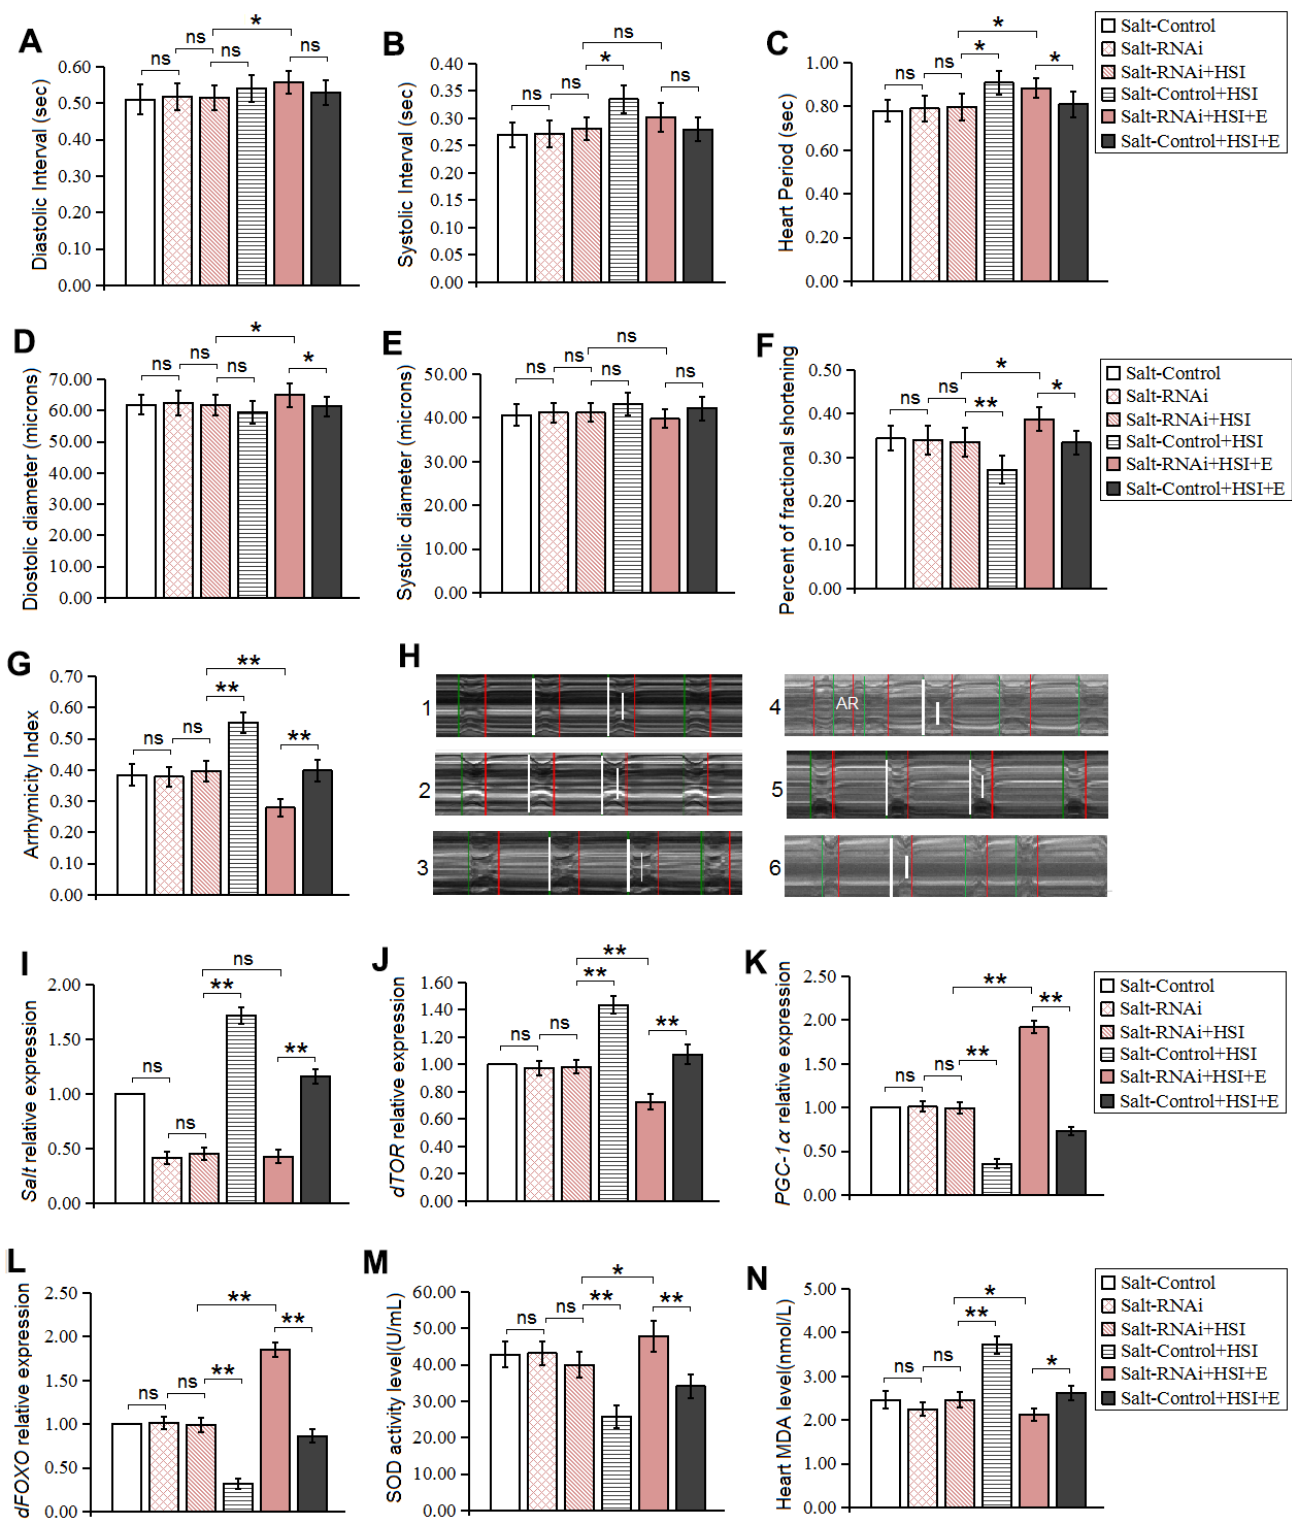 A
Diastolic Interval (sec)
0.60
0.50
0.40
0.30
0.20
0.10
0.00
ns
ns
ns
*
ns
B
Systolic Interval (sec)
0.40
0.35
0.30
0.25
0.20
0.15
0.10
0.05
0.00
ns
ns
*
ns
ns
C
Heart Period (sec)
1.00
0.80
0.60
0.40
0.20
0.00
ns
ns
*
*
*
Salt-Control
Salt-RNAi
Salt-RNAi+HSI
Salt-Control+HSI
Salt-RNAi+HSI+E
Salt-Control+HSI+E
D
Diostolic diameter (microns)
70.00
60.00
50.00
40.00
30.00
20.00
10.00
0.00
ns
ns
ns
*
*
E
Systolic diameter (microns)
50.00
40.00
30.00
20.00
10.00
0.00
ns
ns
ns
ns
ns
F
Percent of fractional shortening
0.50
0.40
0.30
0.20
0.10
0.00
ns
ns
**
*
*
Salt-Control
Salt-RNAi
Salt-RNAi+HSI
Salt-Control+HSI
Salt-RNAi+HSI+E
Salt-Control+HSI+E
G
Arrhymicity Index
0.70
0.60
0.50
0.40
0.30
0.20
0.10
0.00
ns
ns
**
**
**
H
1
2
3
4
AR
5
6
I
Salt relative expression
2.00
1.50
1.00
0.50
0.00
ns
ns
**
ns
**
J
dTOR relative expression
1.60
1.40
1.20
1.00
0.80
0.60
0.40
0.20
0.00
ns
ns
**
**
**
K
PGC-1α relative expression
2.50
2.00
1.50
1.00
0.50
0.00
ns
ns
**
**
**
Salt-Control
Salt-RNAi
Salt-RNAi+HSI
Salt-Control+HSI
Salt-RNAi+HSI+E
Salt-Control+HSI+E
L
dFOXO relative expression
2.50
2.00
1.50
1.00
0.50
0.00
ns
ns
**
**
**
M
SOD activity level(U/mL)
60.00
50.00
40.00
30.00
20.00
10.00
0.00
ns
ns
**
*
**
N
Heart MDA level(nmol/L)
5.00
4.00
3.00
2.00
1.00
0.00
ns
ns
**
*
*
Salt-Control
Salt-RNAi
Salt-RNAi+HSI
Salt-Control+HSI
Salt-RNAi+HSI+E
Salt-Control+HSI+E